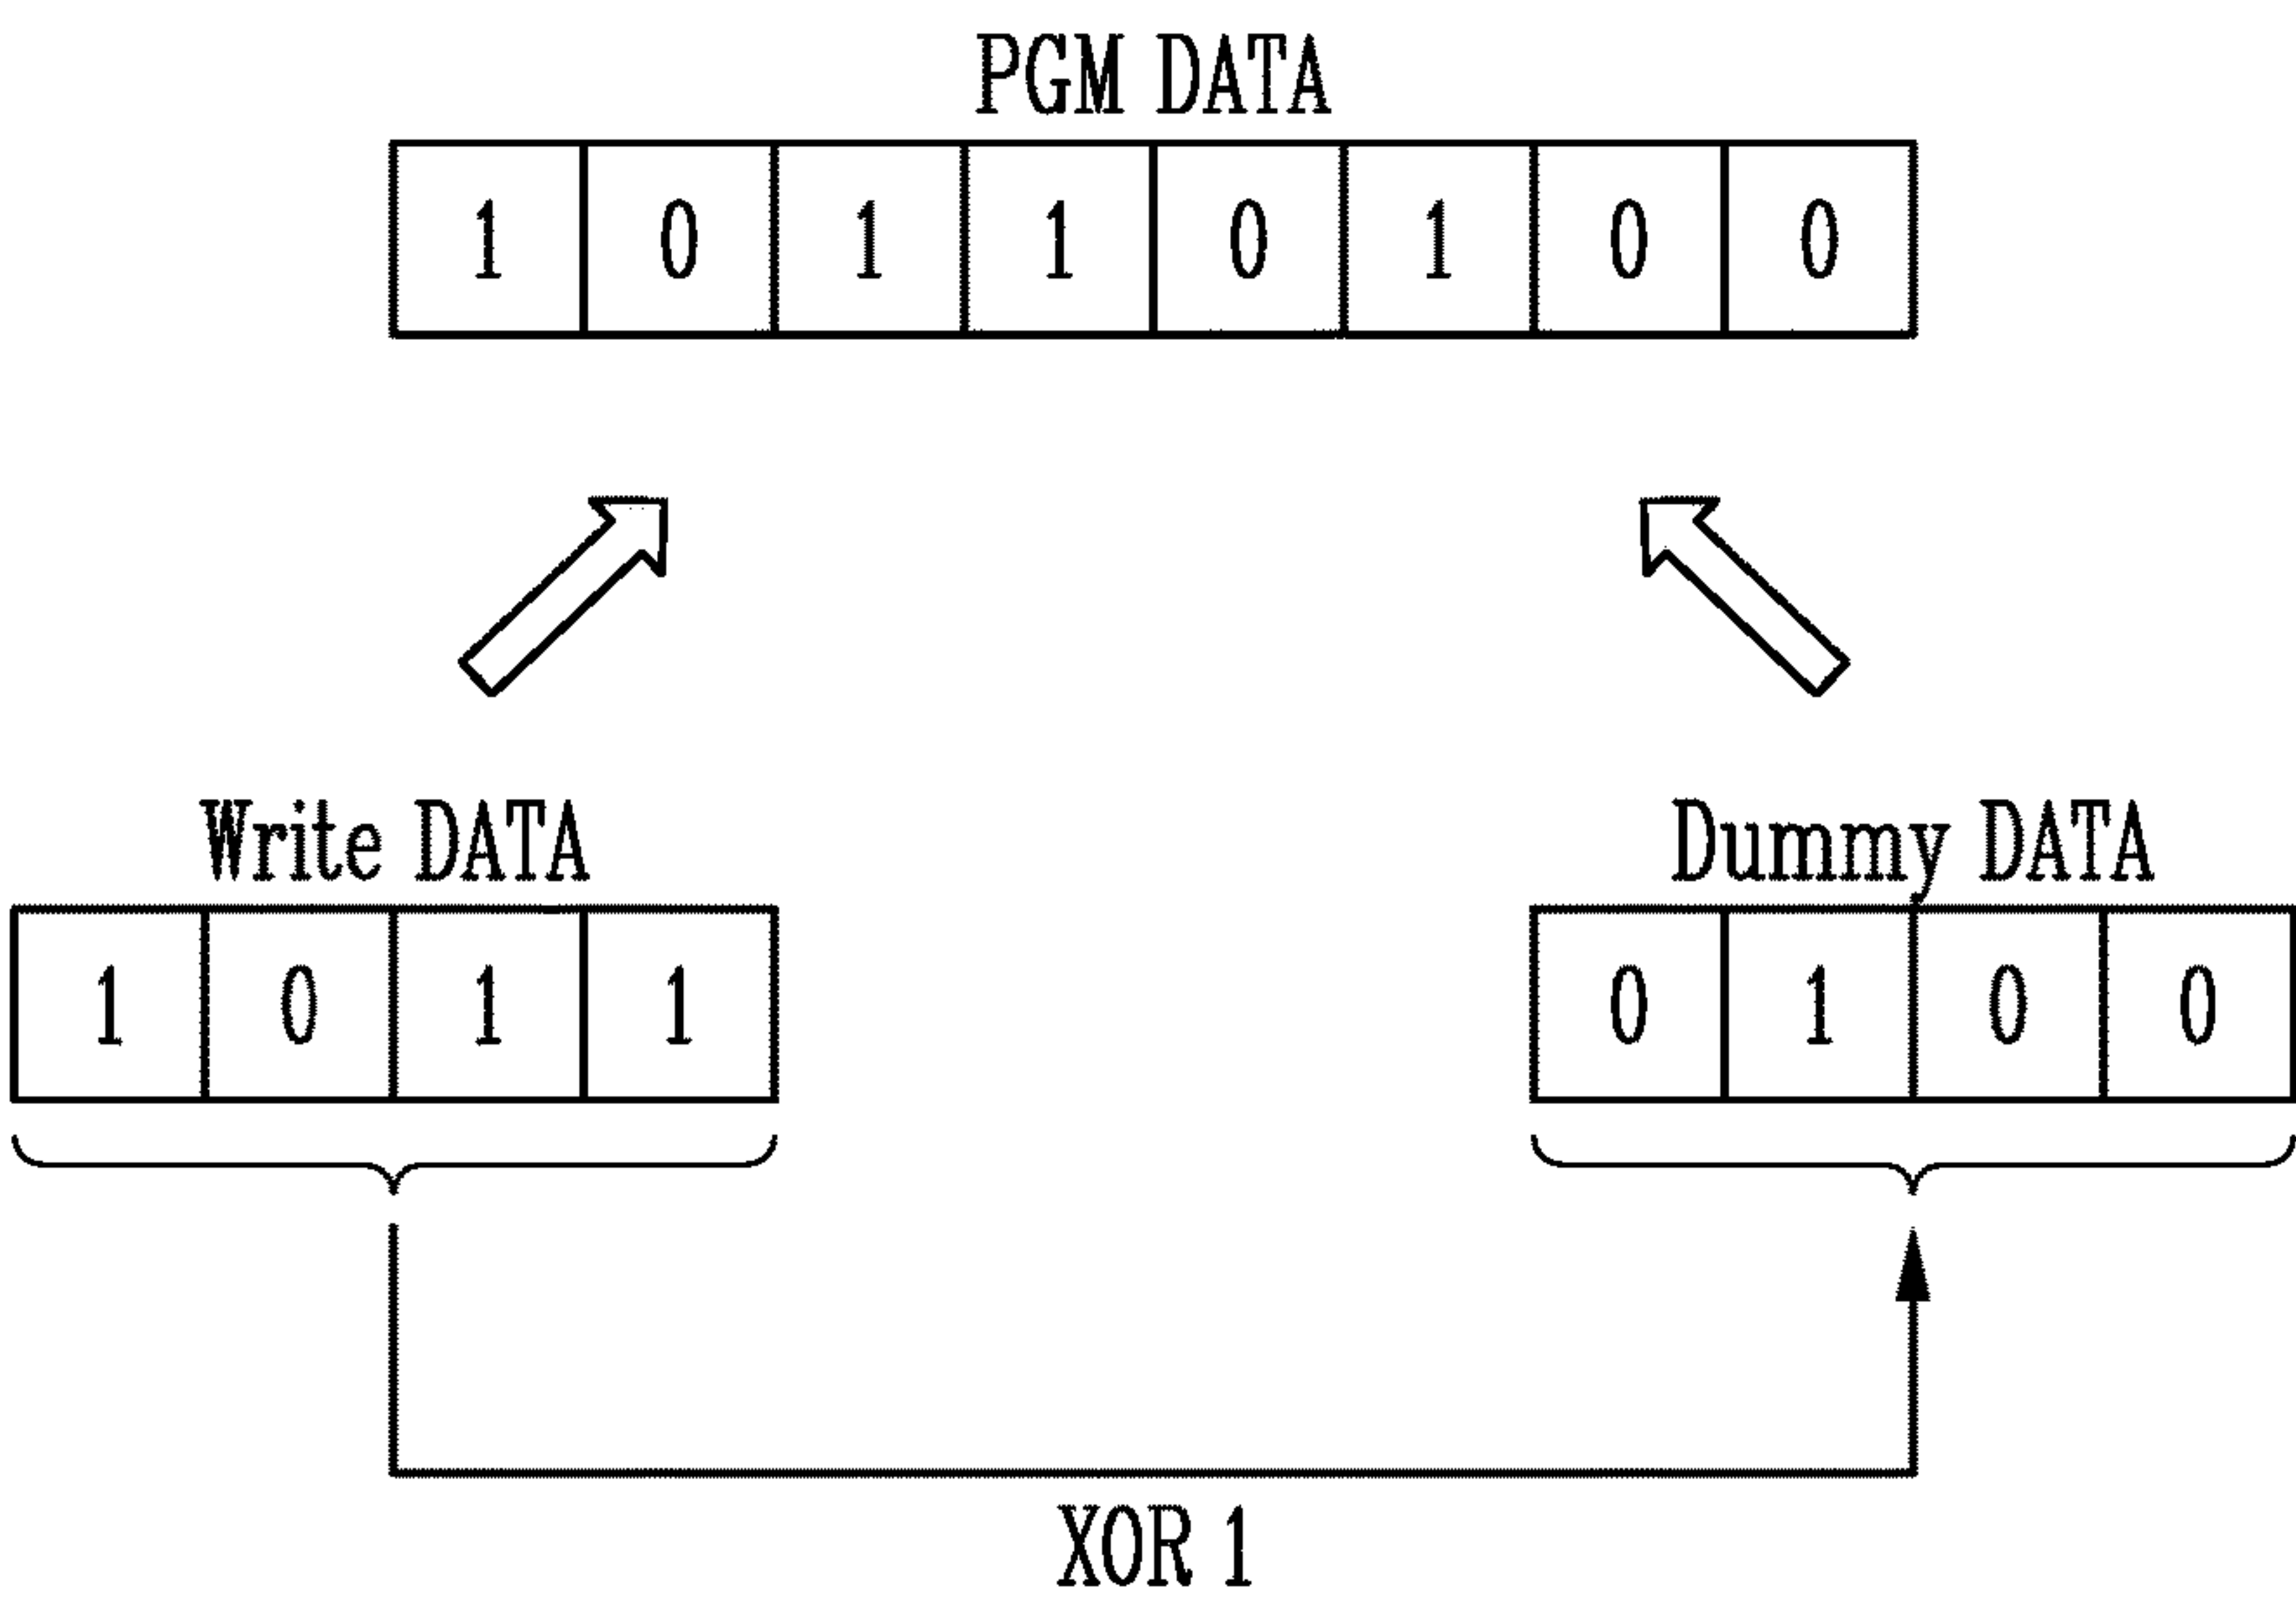 PGM DATA
1 0 1 1 0 1 0 0
Write DATA
Dummy DATA
1 0 1 1
0 1 0 0
XOR 1